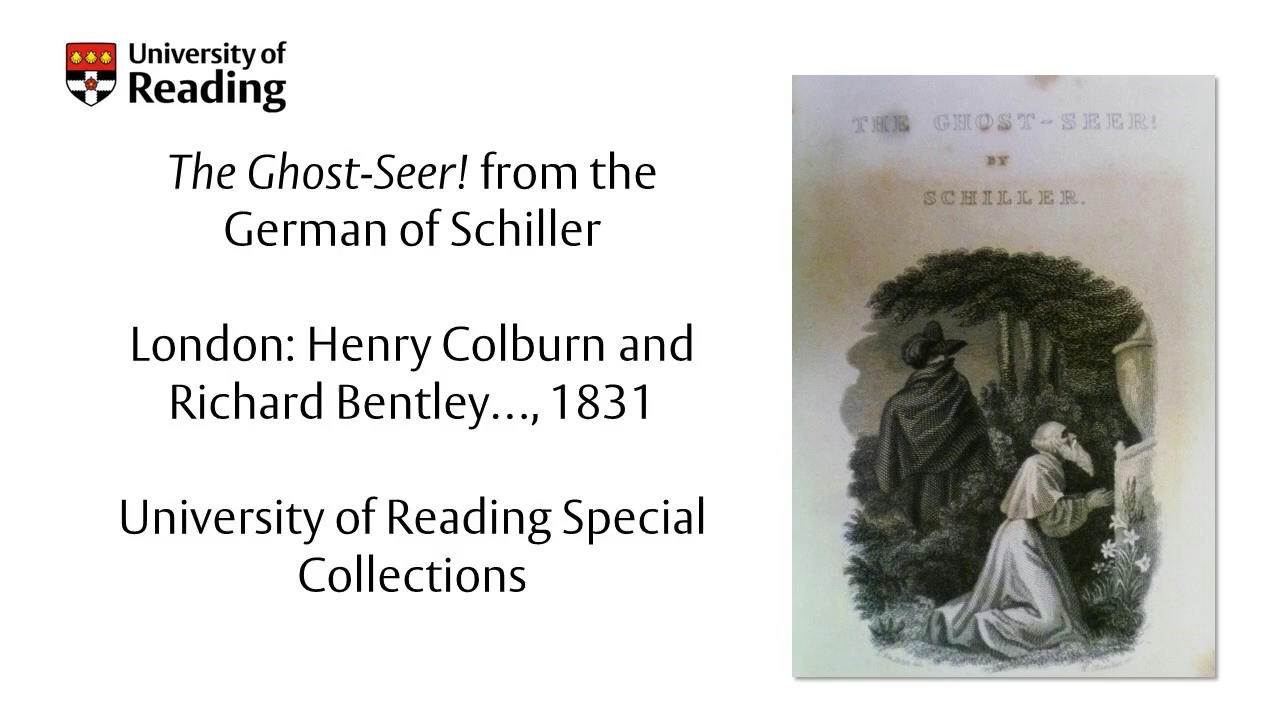 University of
Reading
The Ghost-Seer! from the
German of Schiller
London: Henry Colburn and
Richard Bentley…, 1831
University of Reading Special
Collections
THE GHOST-SEER!
BY
SCHILLER.